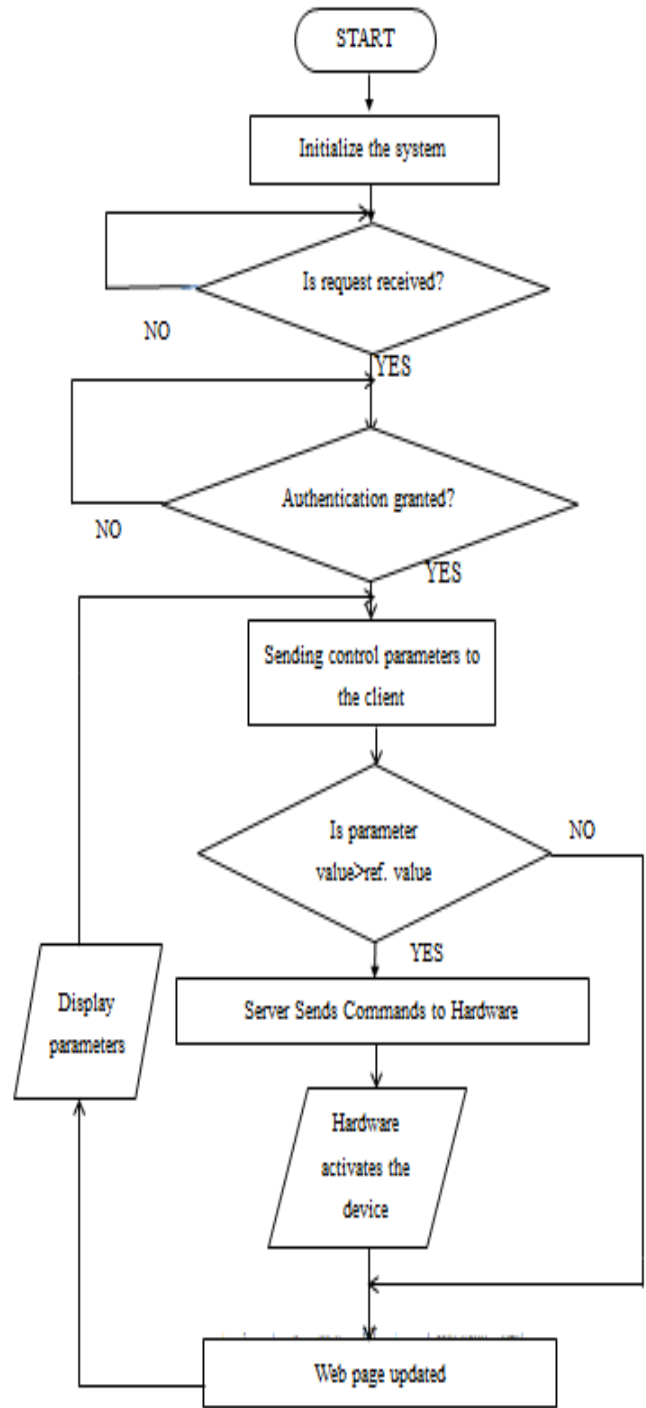 START
Initialize the system
Is request received?
NO
YES
Authentication granted?
NO
YES
Sending control parameters to
the client
Is parameter
value>ref. value
NO
YES
Server Sends Commands to Hardware
Display
parameters
Hardware
activates the
device
Web page updated